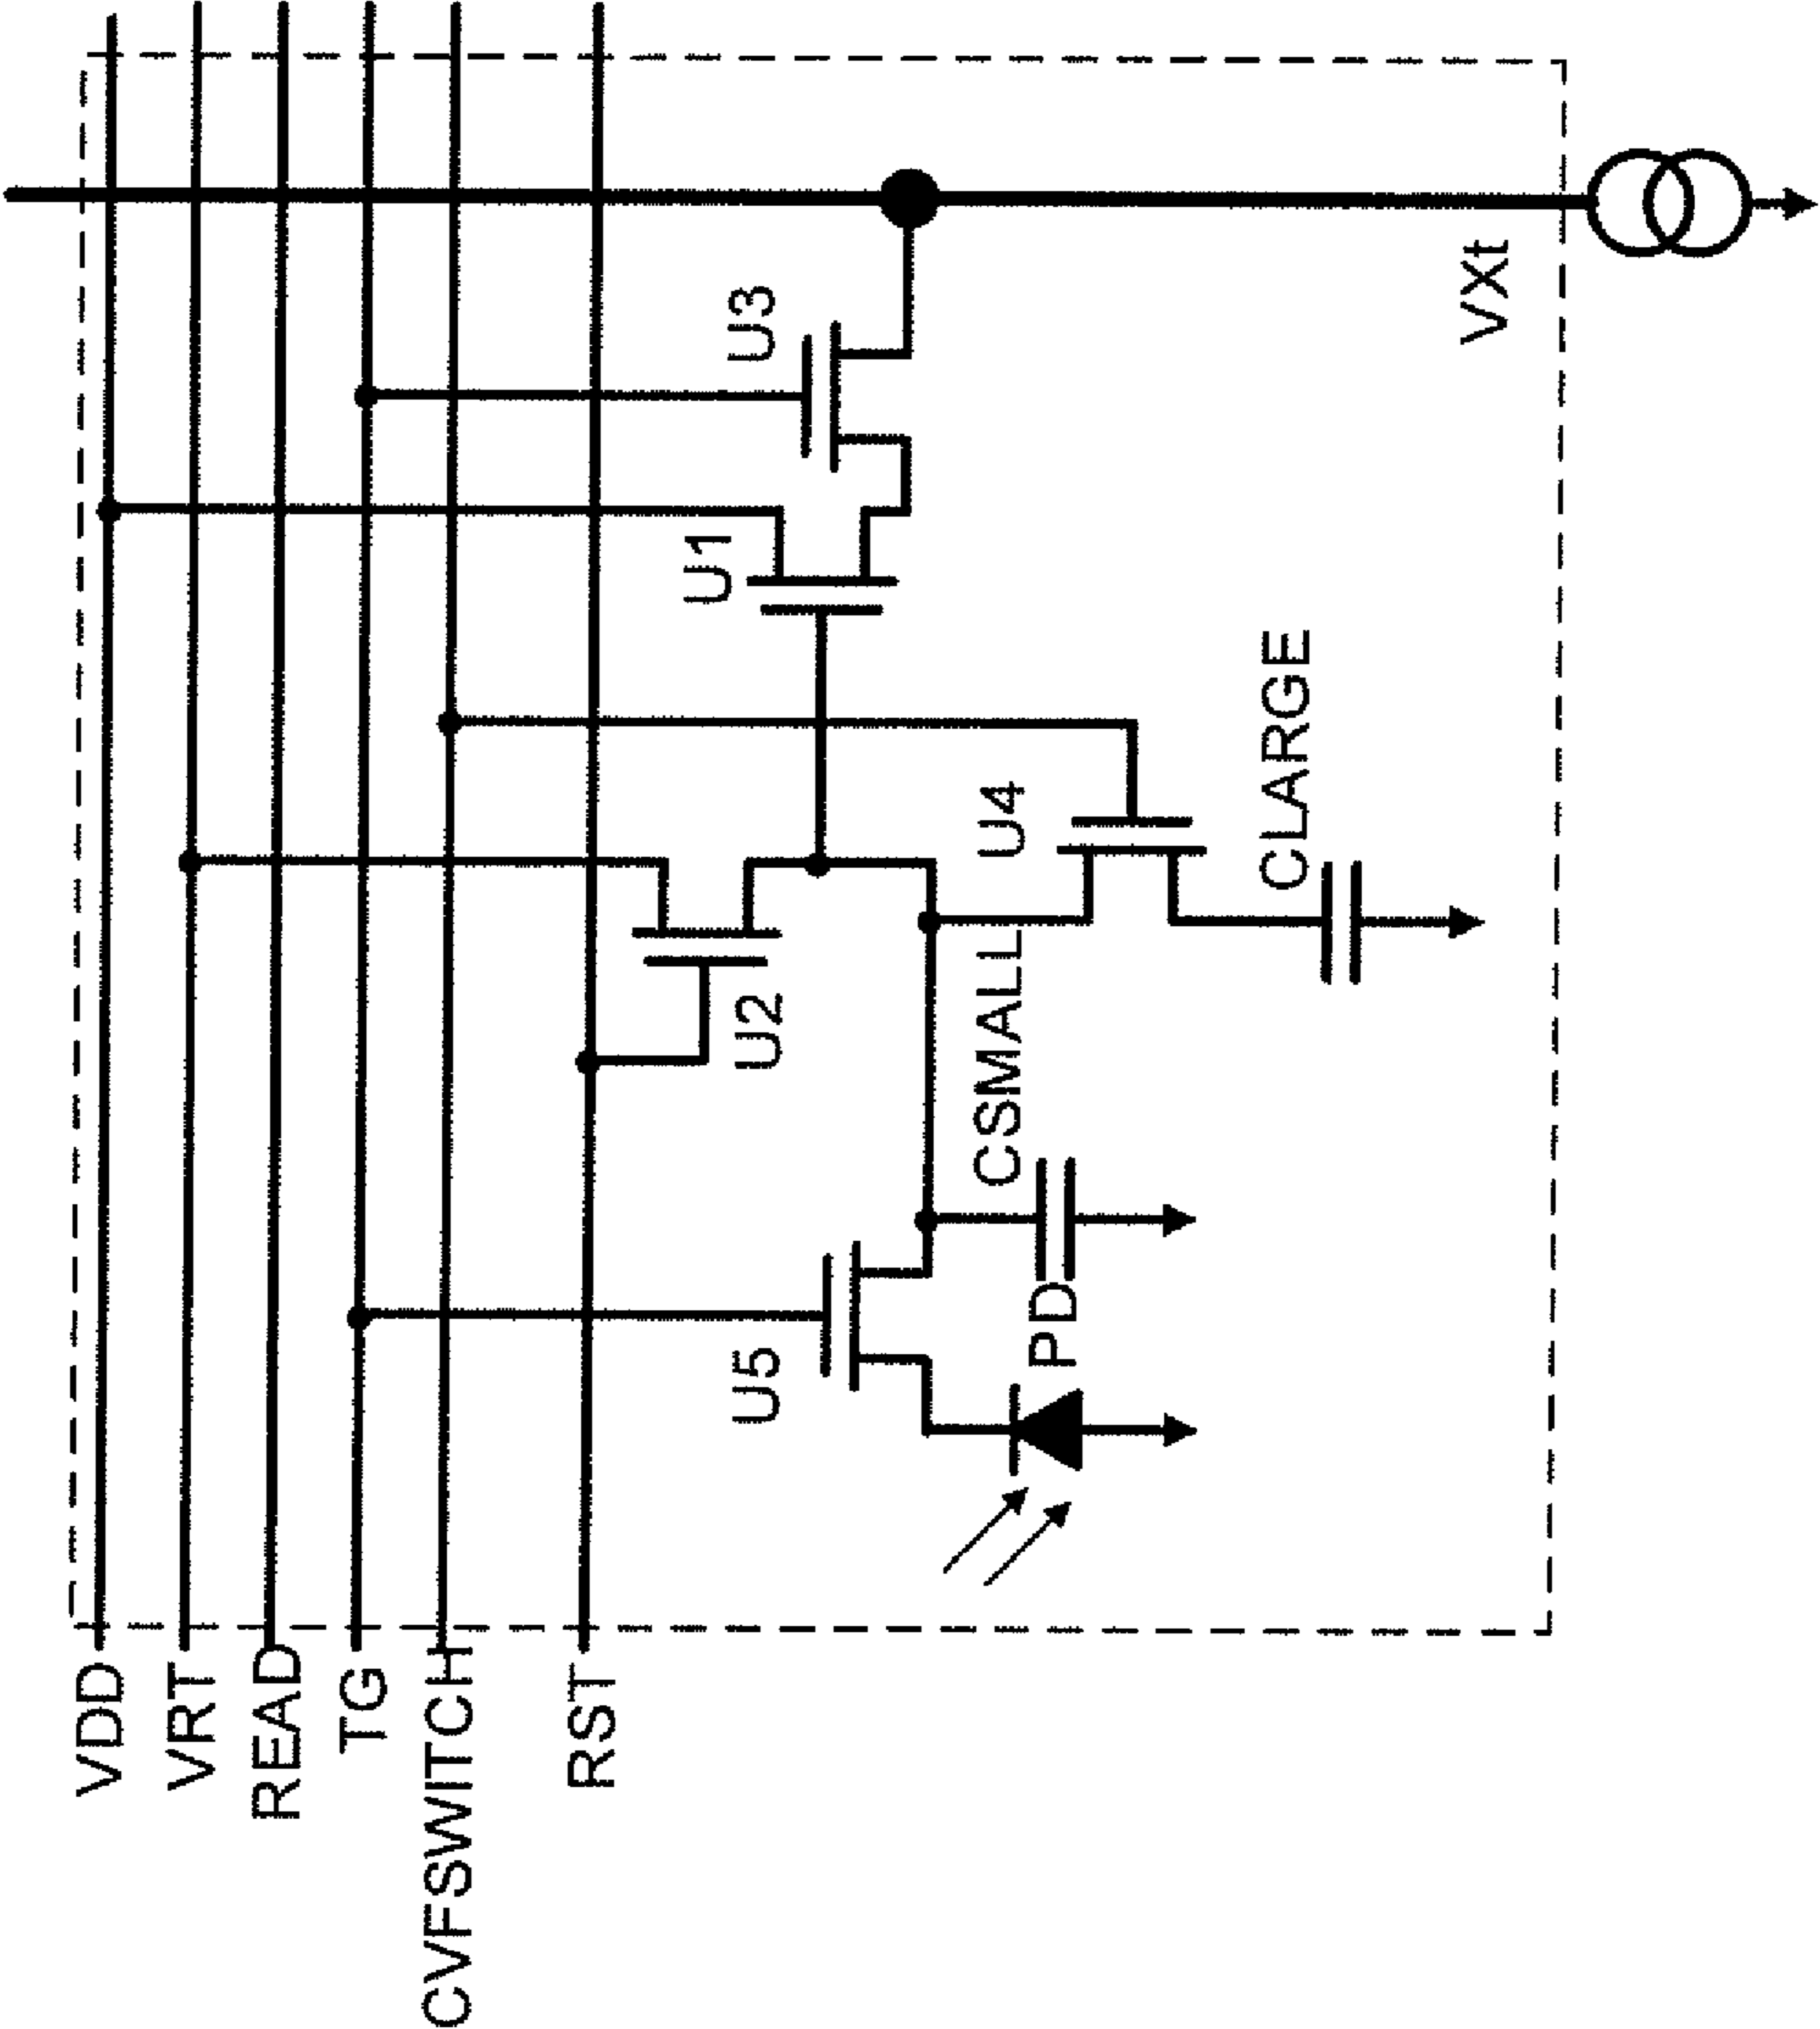 VDD
VRT
READ
TG
CVFSWITCH
RST
U3
U1
U4
CLARGE
U2
CSMALL
U5
PD
VXt